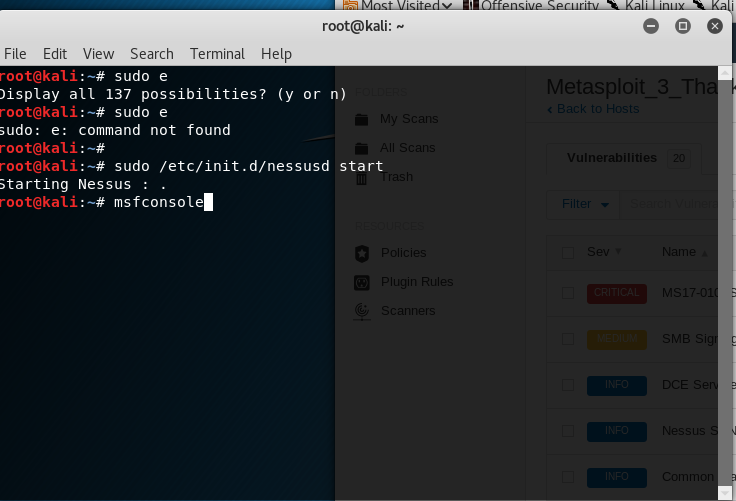 Most Visited
Offensive Security
Kali Linux
Kali
root@kali: ~
File Edit View Search Terminal Help
root@kali:~# sudo e
Display all 137 possibilities? (y or n)
root@kali:~# sudo e
sudo: e: command not found
root@kali:~#
root@kali:~# sudo /etc/init.d/nessusd start
Starting Nessus : .
root@kali:~# msfconsole
FOLDERS
My Scans
All Scans
Trash
RESOURCES
Policies
Plugin Rules
Scanners
Metasploit_3_Tha
Back to Hosts
Vulnerabilities 20
Filter
Search Vulner
Sev Name
CRITICAL MS17-010
MEDIUM SMB Sig
INFO DCE Serv
INFO Nessus S
INFO Common